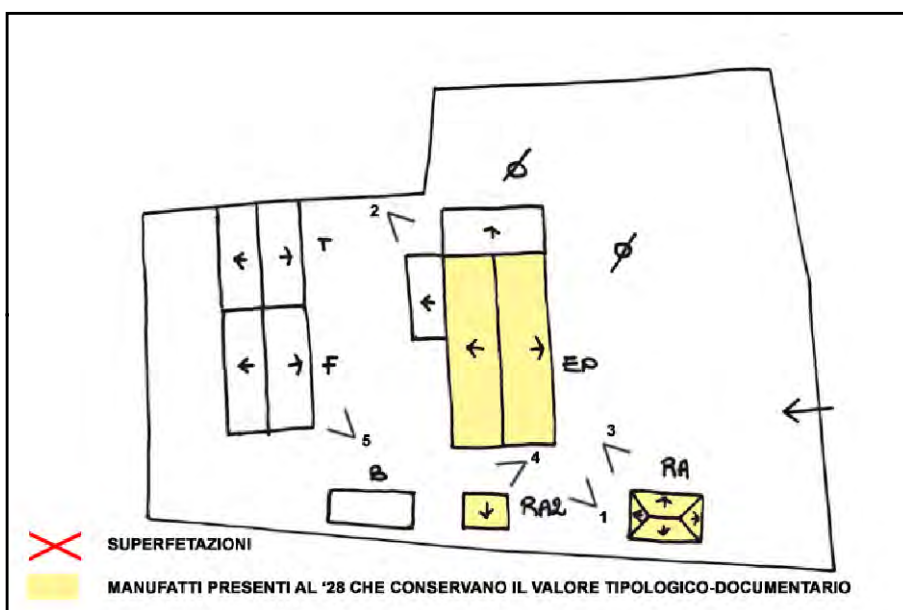 2
T
F
EP
5
3
4
B
RA
RA2
1
SUPERFETAZIONI
MANUFATTI PRESENTI AL '28 CHE CONSERVANO IL VALORE TIPOLOGICO-DOCUMENTARIO